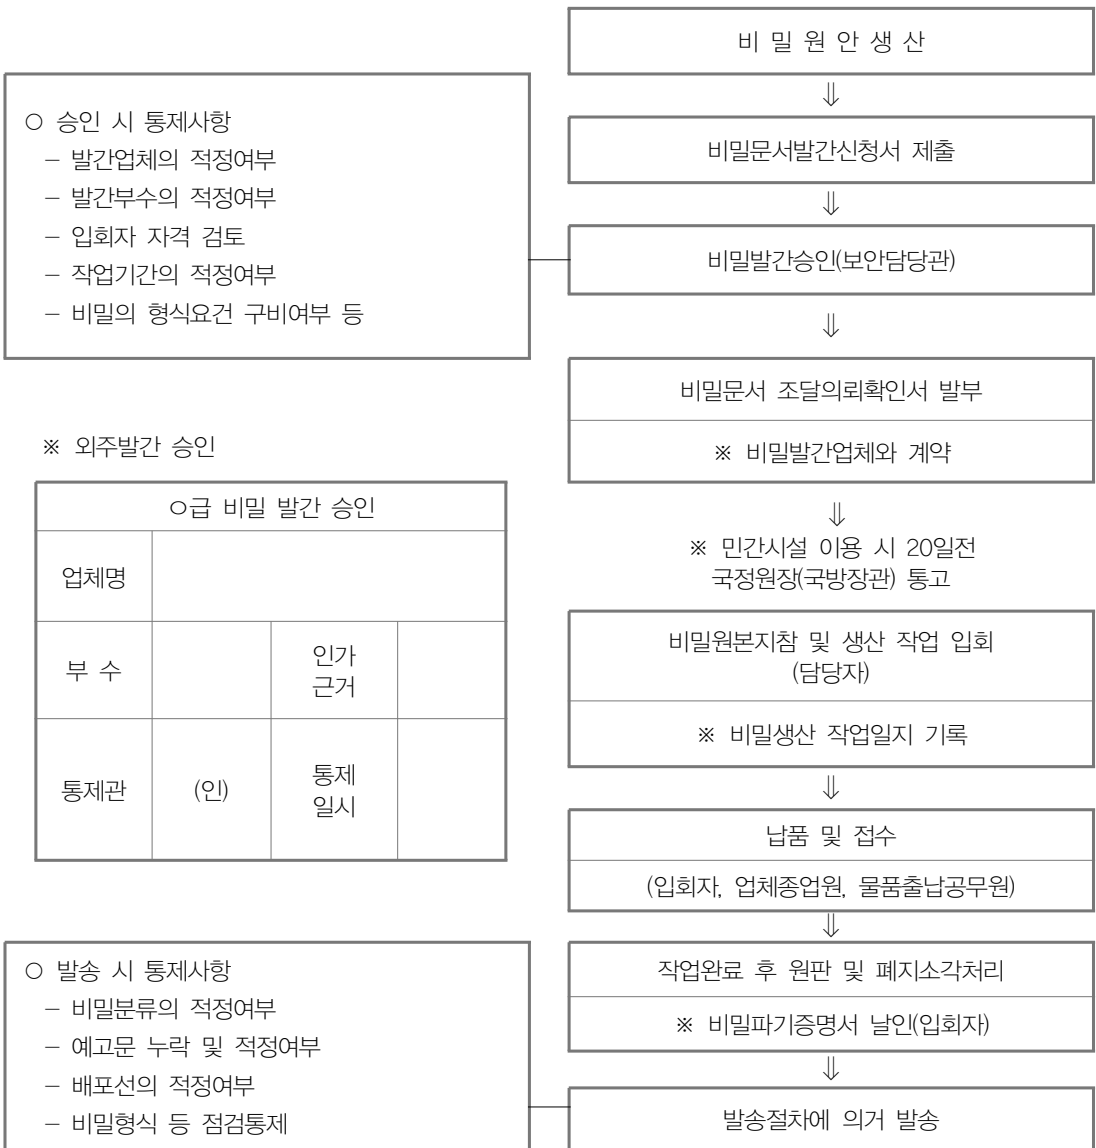 비 밀 원 안 생 산
⇓
비밀문서발간신청서 제출
⇓
○ 승인 시 통제사항
－ 발간업체의 적정여부
－ 발간부수의 적정여부
－ 입회자 자격 검토
－ 작업기간의 적정여부
－ 비밀의 형식요건 구비여부 등
비밀발간승인(보안담당관)
⇓
비밀문서 조달의뢰확인서 발부
※ 비밀발간업체와 계약
⇓
※ 민간시설 이용 시 20일전
국정원장(국방장관) 통고
※ 외주발간 승인
○급 비밀 발간 승인
업체명
부 수
인가
근거
통제관
(인)
통제
일시
비밀원본지참 및 생산 작업 입회
(담당자)
※ 비밀생산 작업일지 기록
⇓
납품 및 접수
(입회자, 업체종업원, 물품출납공무원)
⇓
작업완료 후 원판 및 폐지소각처리
※ 비밀파기증명서 날인(입회자)
⇓
○ 발송 시 통제사항
－ 비밀분류의 적정여부
－ 예고문 누락 및 적정여부
－ 배포선의 적정여부
－ 비밀형식 등 점검통제
발송절차에 의거 발송